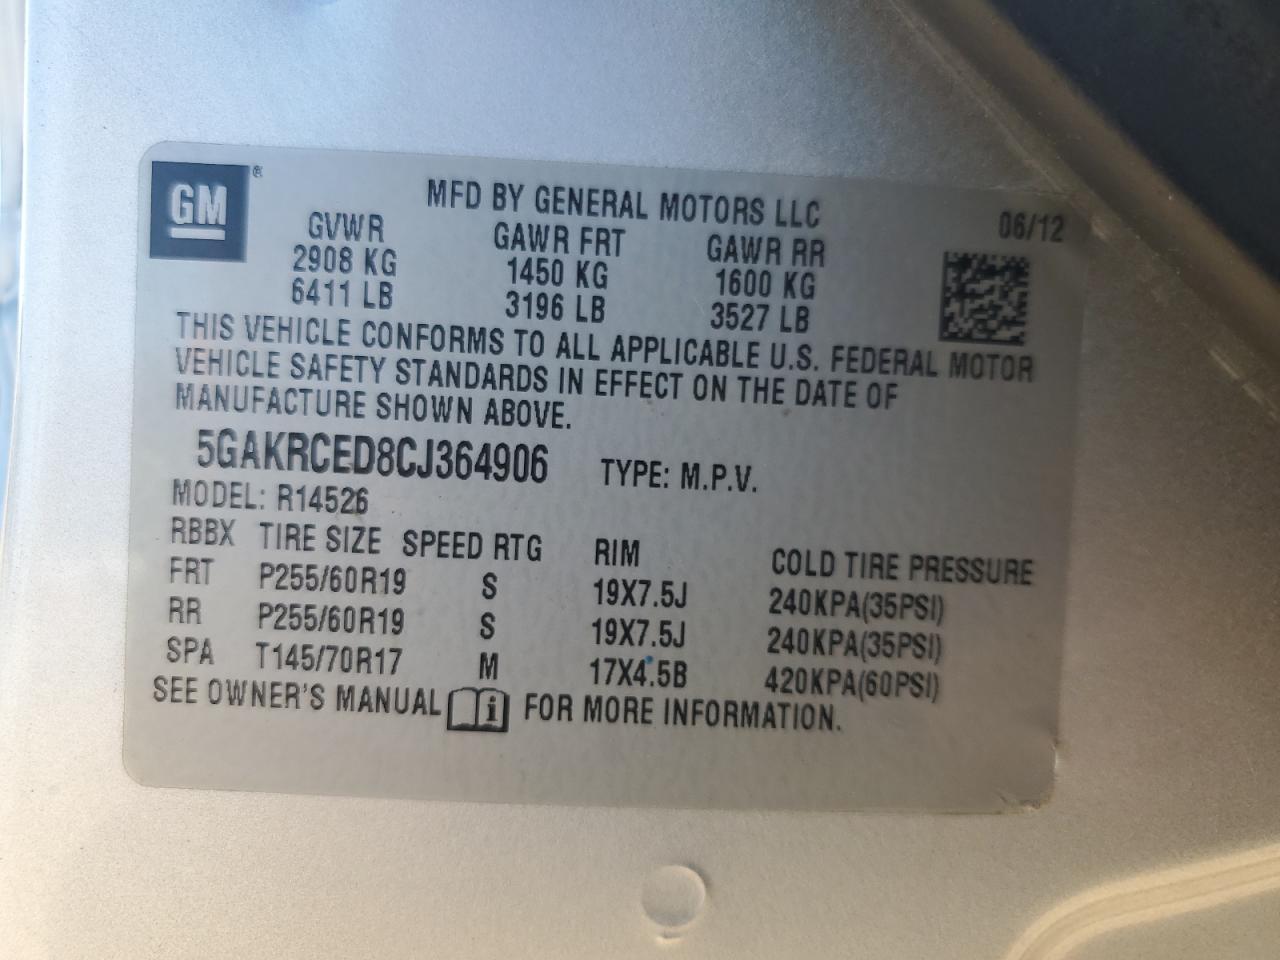 GM ®
MFD BY GENERAL MOTORS LLC 06/12
GVWR GAWR FRT GAWR RR
2908 KG 1450 KG 1600 KG
6411 LB 3196 LB 3527 LB
THIS VEHICLE CONFORMS TO ALL APPLICABLE U.S. FEDERAL MOTOR
VEHICLE SAFETY STANDARDS IN EFFECT ON THE DATE OF
MANUFACTURE SHOWN ABOVE.
5GAKRCED8CJ364906 TYPE: M.P.V.
MODEL: R14526
RBBX TIRE SIZE SPEED RTG RIM COLD TIRE PRESSURE
FRT P255/60R19 S 19X7.5J 240KPA(35PSI)
RR P255/60R19 S 19X7.5J 240KPA(35PSI)
SPA T145/70R17 M 17X4.5B 420KPA(60PSI)
SEE OWNER'S MANUAL i FOR MORE INFORMATION.